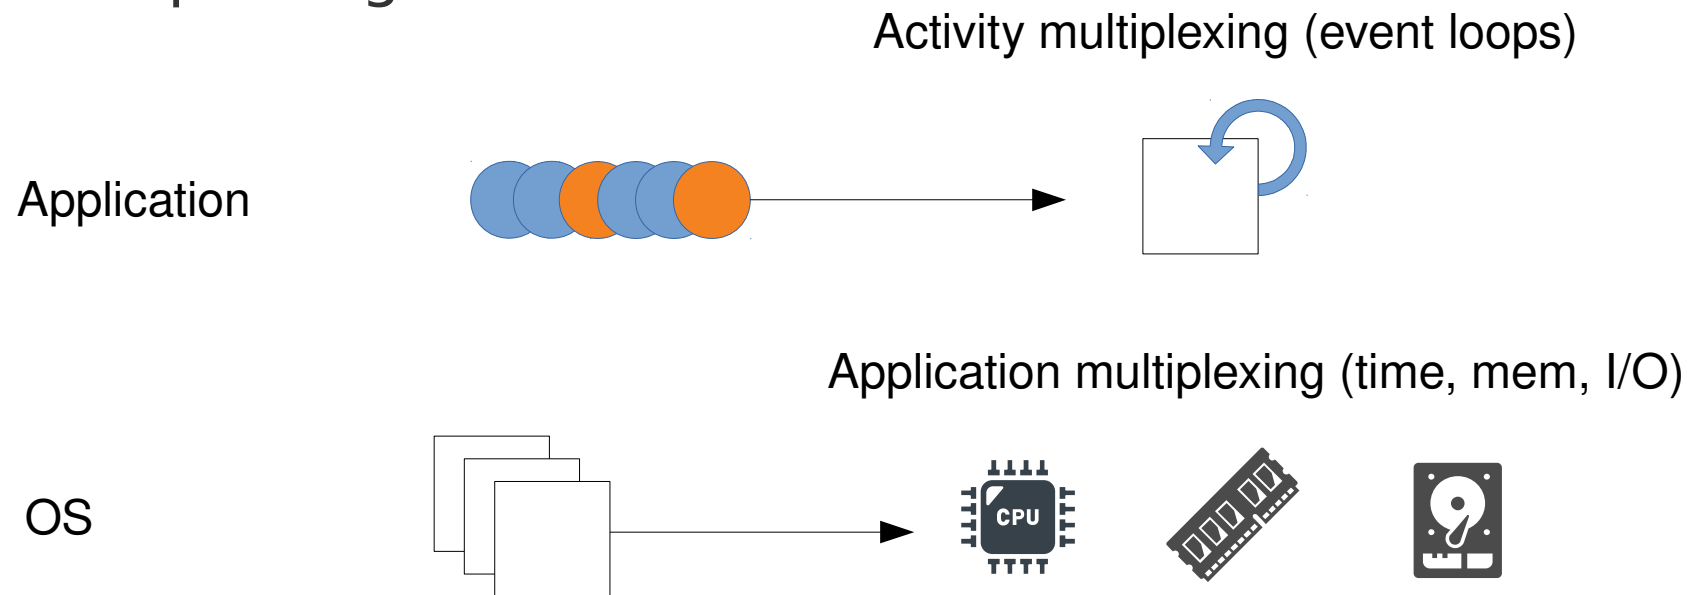 Activity multiplexing (event loops)
Application
Application multiplexing (time, mem, I/O)
OS
CPU